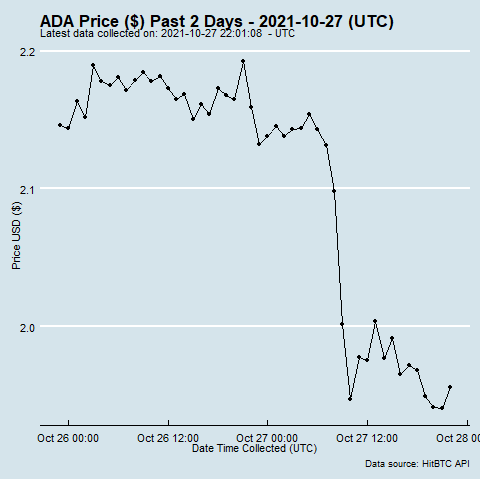 ADA Price ($) Past 2 Days - 2021-10-27 (UTC)
Latest data collected on: 2021-10-27 22:01:08  - UTC
2.2
2.1
2.0
Price USD ($)
Oct 26 00:00 Oct 26 12:00 Oct 27 00:00 Oct 27 12:00 Oct 28 00
Date Time Collected (UTC)
Data source: HitBTC API